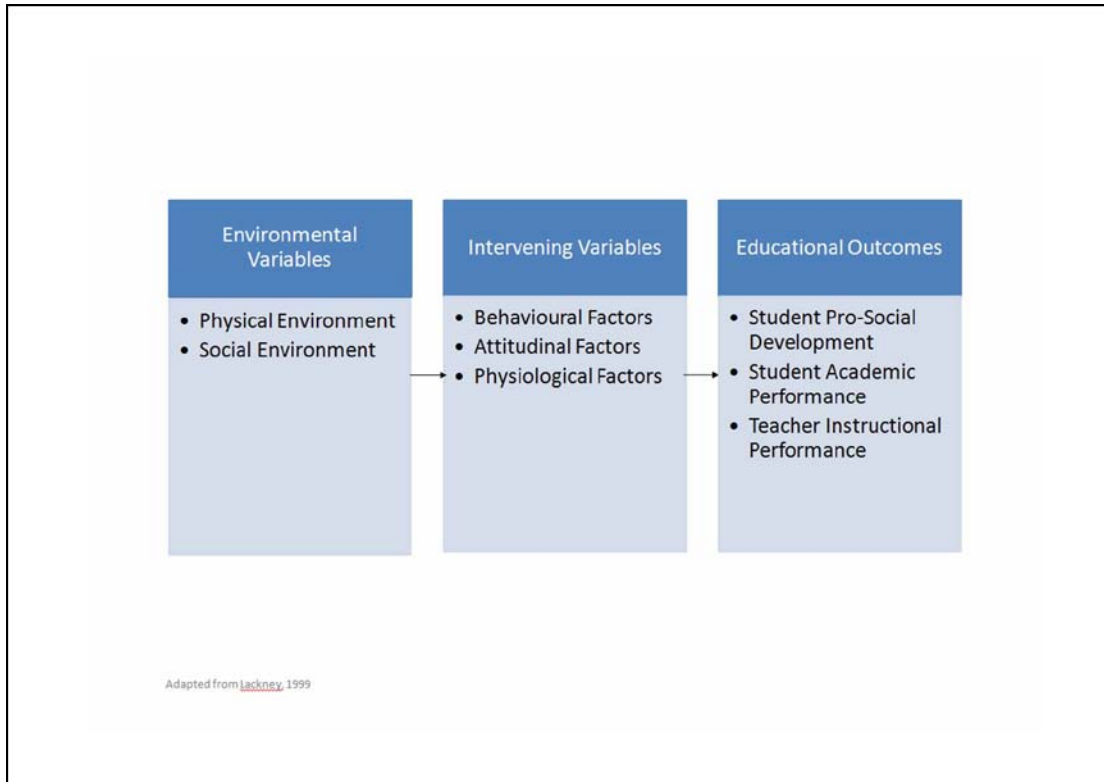 Environmental
Variables
• Physical Environment
• Social Environment
Intervening Variables
• Behavioural Factors
• Attitudinal Factors
• Physiological Factors
Educational Outcomes
• Student Pro-Social
Development
• Student Academic
Performance
• Teacher Instructional
Performance
Adapted from Lackney, 1999